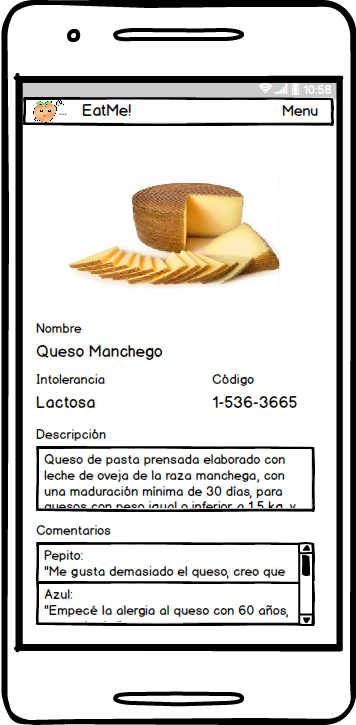 10:58
... EatMe! Menu
Nombre
Queso Manchego
Intolerancia Código
Lactosa 1-536-3665
Descripción
Queso de pasta prensada elaborado con
leche de oveja de la raza manchega, con
una maduración mínima de 30 días, para
quesos con peso igual o inferior a 1,5 kg, y
Comentarios
Pepito:
"Me gusta demasiado el queso, creo que
Azul:
"Empecé la alergia al queso con 60 años,